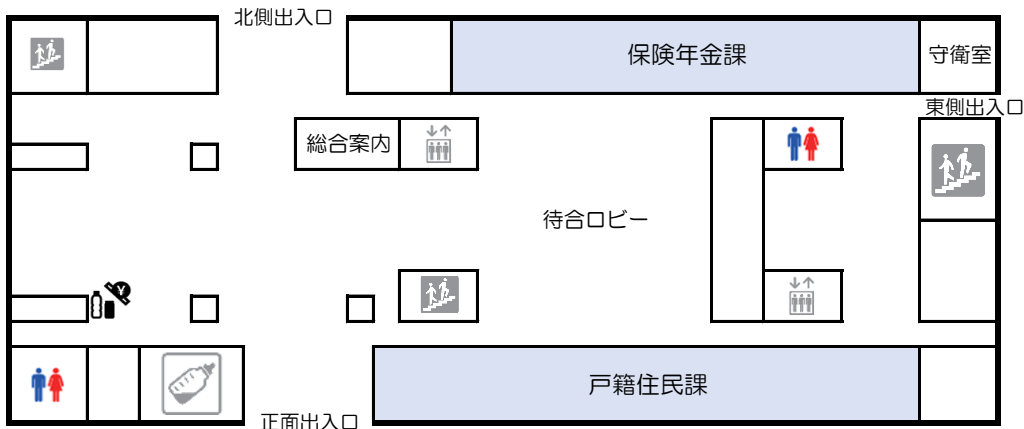 北側出入口
保険年金課
守衛室
東側出入口
総合案内
待合ロビー
¥
戸籍住民課
正面出入口